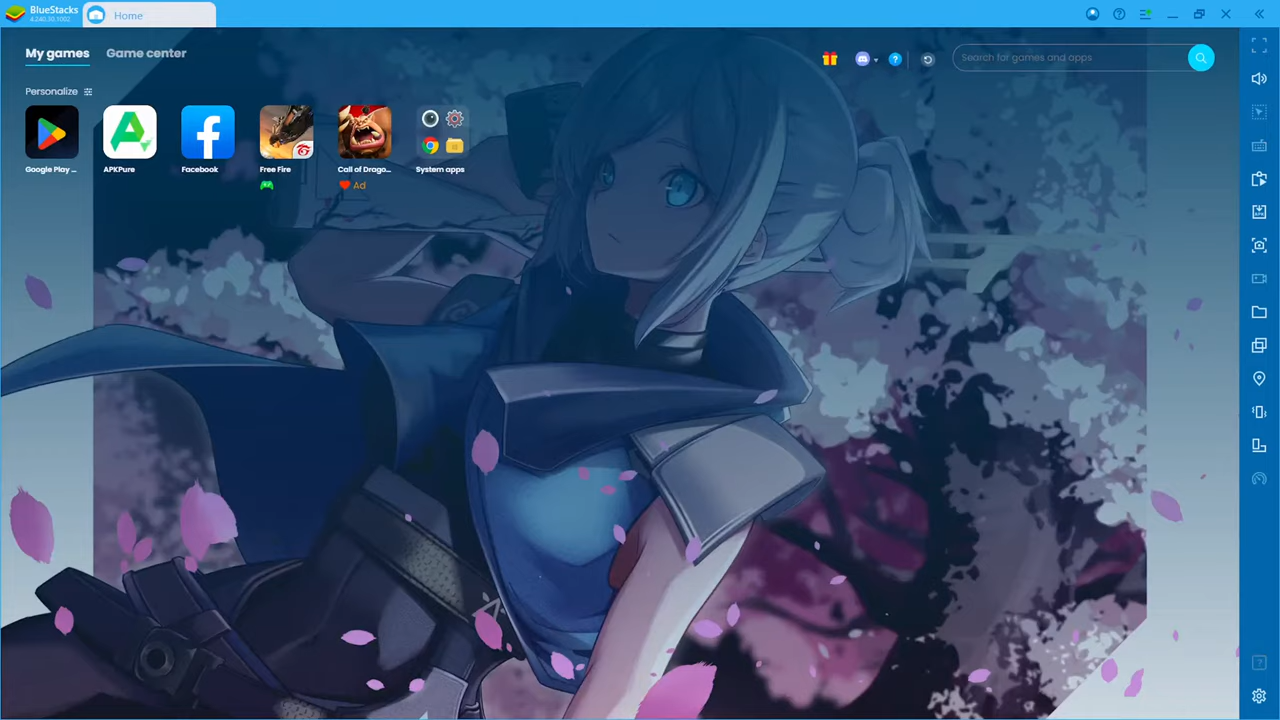 BlueStacks
4.240.30.1002
Home
My games
Game center
Search for games and apps
Personalize
Google Play ...
APKPure
Facebook
Free Fire
Call of Drago...
System apps
Ad